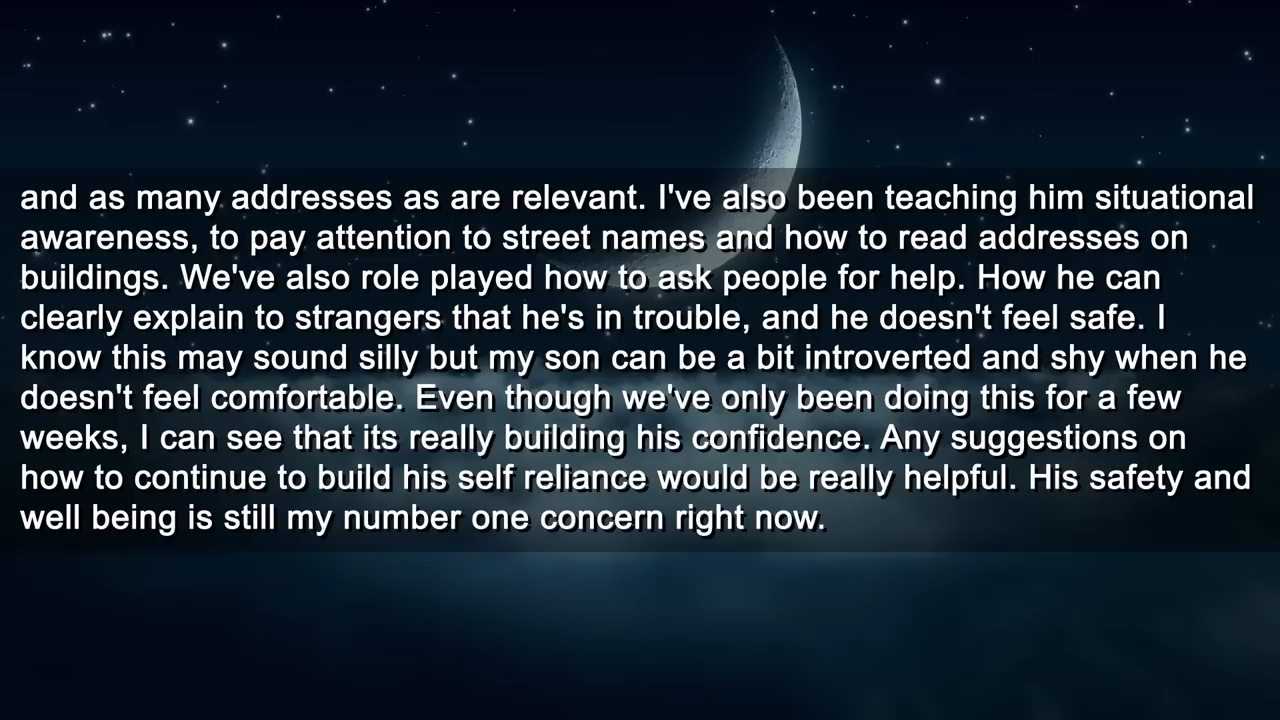 and as many addresses as are relevant. I've also been teaching him situational
awareness, to pay attention to street names and how to read addresses on
buildings. We've also role played how to ask people for help. How he can
clearly explain to strangers that he's in trouble, and he doesn't feel safe. I
know this may sound silly but my son can be a bit introverted and shy when he
doesn't feel comfortable. Even though we've only been doing this for a few
weeks, I can see that its really building his confidence. Any suggestions on
how to continue to build his self reliance would be really helpful. His safety and
well being is still my number one concern right now.